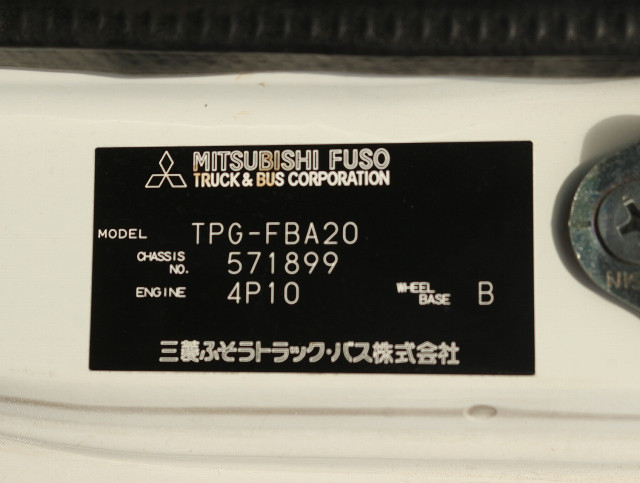 MITSUBISHI FUSO
TRUCK & BUS CORPORATION
MODEL TPG-FBA20
CHASSIS NO. 571899
ENGINE 4P10 WHEEL BASE B
三菱ふそうトラック・バス株式会社